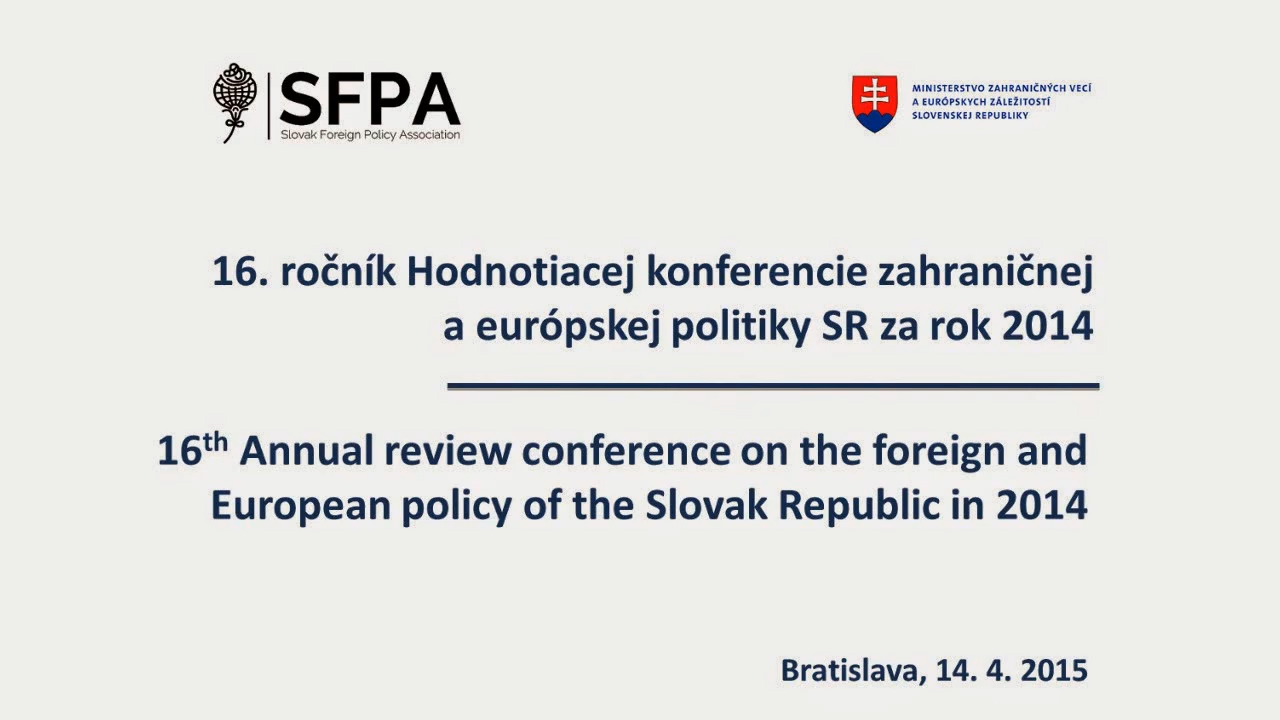 SFPA
Slovak Foreign Policy Association
MINISTERSTVO ZAHRANIČNÝCH VECÍ
A EURÓPSKYCH ZÁLEŽITOSTÍ
SLOVENSKEJ REPUBLIKY
16. ročník Hodnotiacej konferencie zahraničnej
a európskej politiky SR za rok 2014
16th Annual review conference on the foreign and
European policy of the Slovak Republic in 2014
Bratislava, 14. 4. 2015